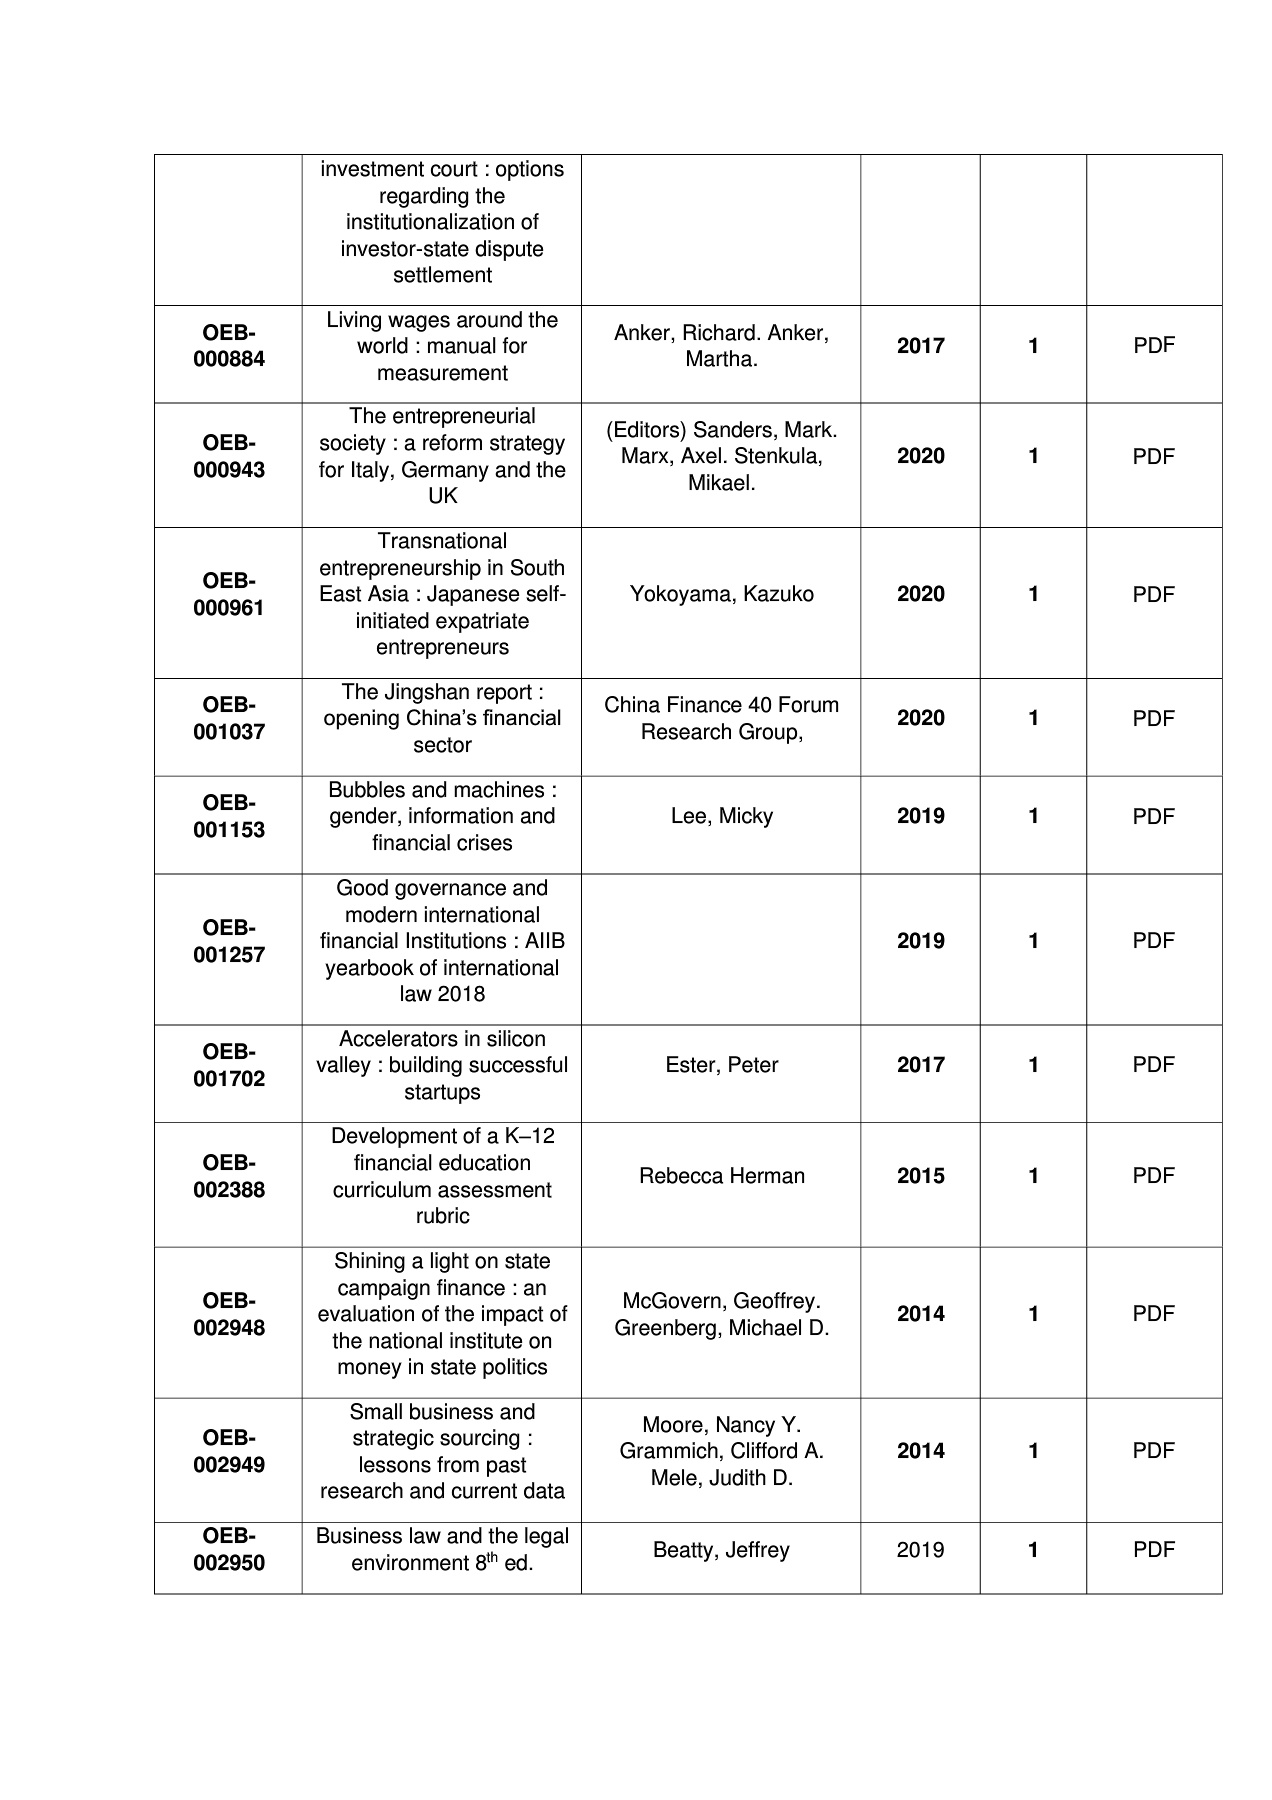 investment court : options
regarding the
institutionalization of
investor-state dispute
settlement
OEB-
000884
Living wages around the
world : manual for
measurement
Anker, Richard. Anker,
Martha.
2017
1
PDF
OEB-
000943
The entrepreneurial
society : a reform strategy
for Italy, Germany and the
UK
(Editors) Sanders, Mark.
Marx, Axel. Stenkula,
Mikael.
2020
1
PDF
OEB-
000961
Transnational
entrepreneurship in South
East Asia : Japanese self-
initiated expatriate
entrepreneurs
Yokoyama, Kazuko
2020
1
PDF
OEB-
001037
The Jingshan report :
opening China’s financial
sector
China Finance 40 Forum
Research Group,
2020
1
PDF
OEB-
001153
Bubbles and machines :
gender, information and
financial crises
Lee, Micky
2019
1
PDF
OEB-
001257
Good governance and
modern international
financial Institutions : AIIB
yearbook of international
law 2018
2019
1
PDF
OEB-
001702
Accelerators in silicon
valley : building successful
startups
Ester, Peter
2017
1
PDF
OEB-
002388
Development of a K–12
financial education
curriculum assessment
rubric
Rebecca Herman
2015
1
PDF
OEB-
002948
Shining a light on state
campaign finance : an
evaluation of the impact of
the national institute on
money in state politics
McGovern, Geoffrey.
Greenberg, Michael D.
2014
1
PDF
OEB-
002949
Small business and
strategic sourcing :
lessons from past
research and current data
Moore, Nancy Y.
Grammich, Clifford A.
Mele, Judith D.
2014
1
PDF
OEB-
002950
Business law and the legal
environment 8th ed.
Beatty, Jeffrey
2019
1
PDF